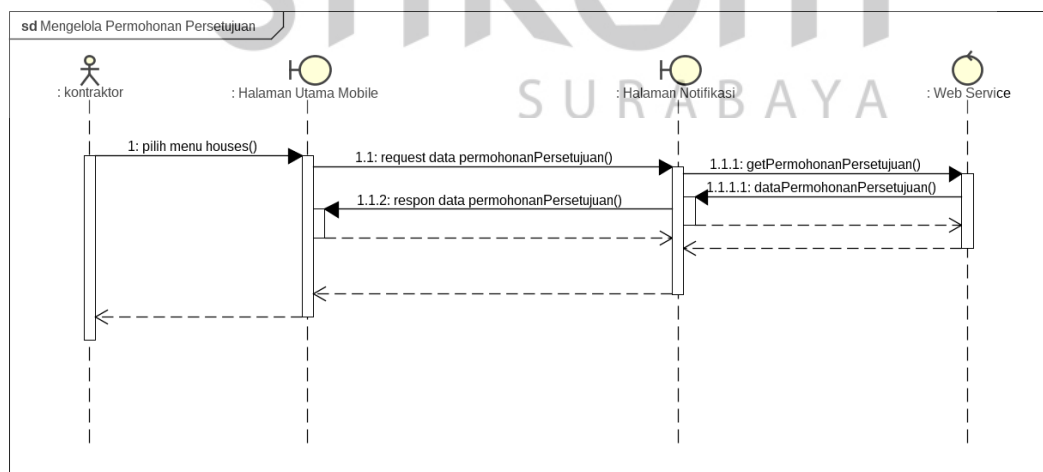 sd Mengelola Permohonan Persetujuan
: kontraktor
: Halaman Utama Mobile
: Halaman Notifikasi
: Web Service
SURABAYA
1: pilih menu houses()
1.1: request data permohonanPersetujuan()
1.1.1: getPermohonanPersetujuan()
1.1.1.1: dataPermohonanPersetujuan()
1.1.2: respon data permohonanPersetujuan()